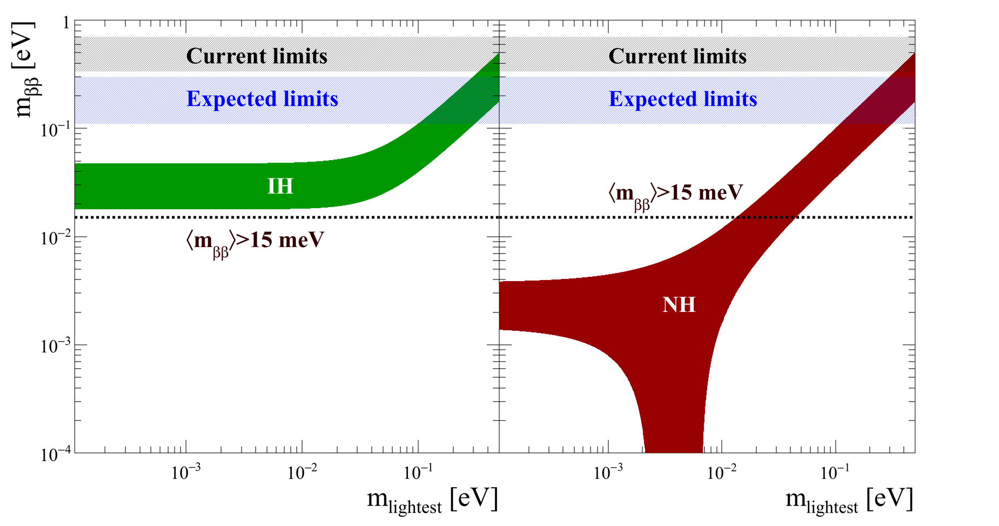 m_ββ [eV]
1
10⁻¹
10⁻²
10⁻³
10⁻⁴
Current limits
Expected limits
IH
⟨m_ββ⟩>15 meV
10⁻³ 10⁻² 10⁻¹
m_lightest [eV]
Current limits
Expected limits
⟨m_ββ⟩>15 meV
NH
10⁻³ 10⁻² 10⁻¹
m_lightest [eV]